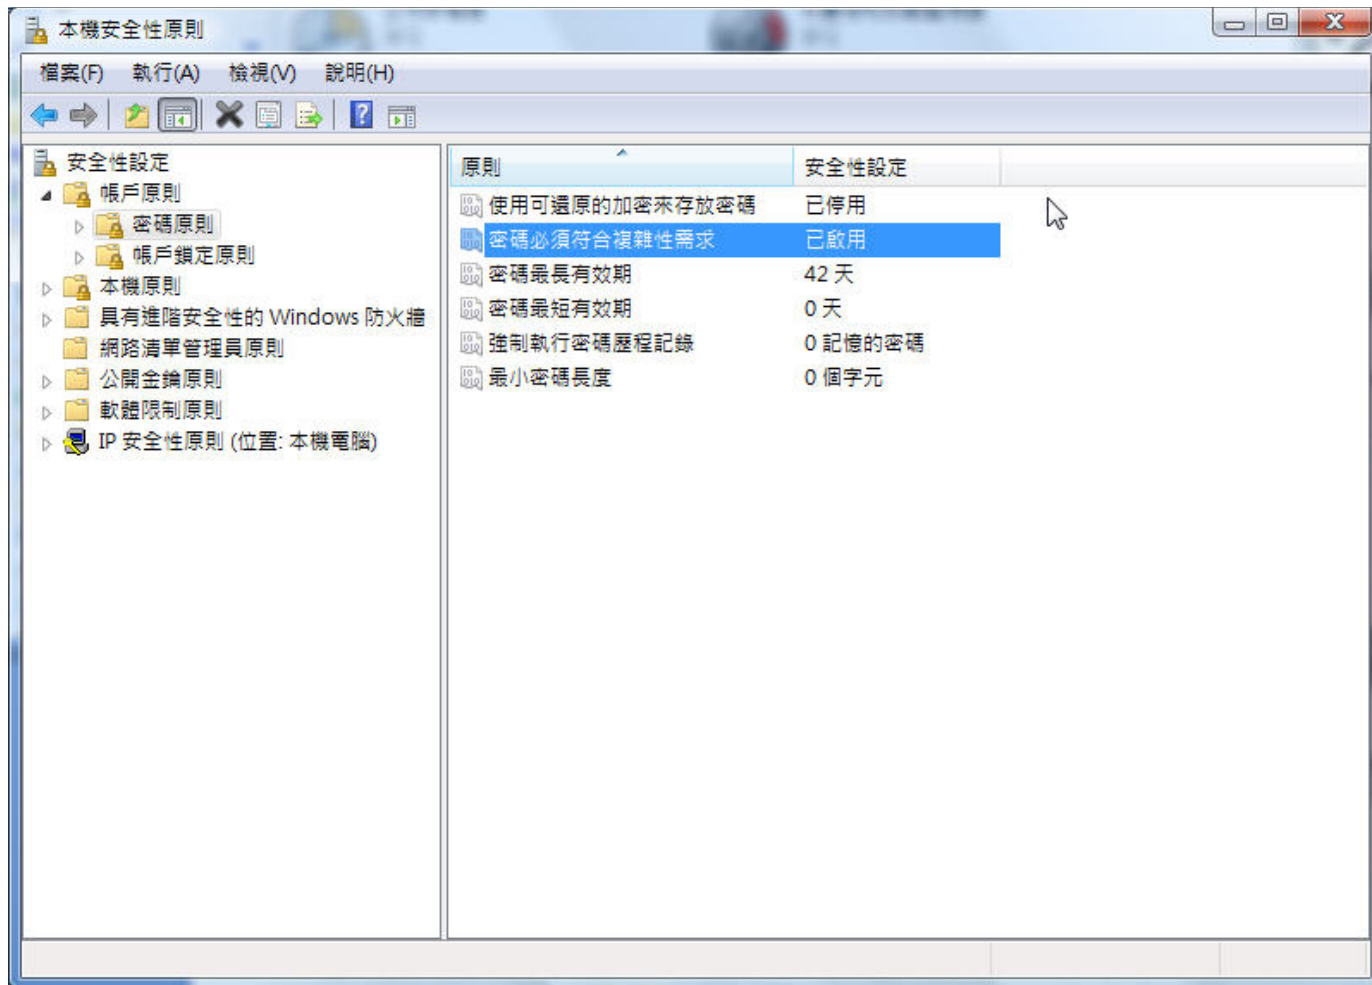 本機安全性原則
檔案(F) 執行(A) 檢視(V) 說明(H)
安全性設定
帳戶原則
密碼原則
帳戶鎖定原則
本機原則
具有進階安全性的 Windows 防火牆
網路清單管理員原則
公開金鑰原則
軟體限制原則
IP 安全性原則 (位置: 本機電腦)
原則 安全性設定
使用可還原的加密來存放密碼 已停用
密碼必須符合複雜性需求 已啟用
密碼最長有效期 42 天
密碼最短有效期 0 天
強制執行密碼歷程記錄 0 記憶的密碼
最小密碼長度 0 個字元